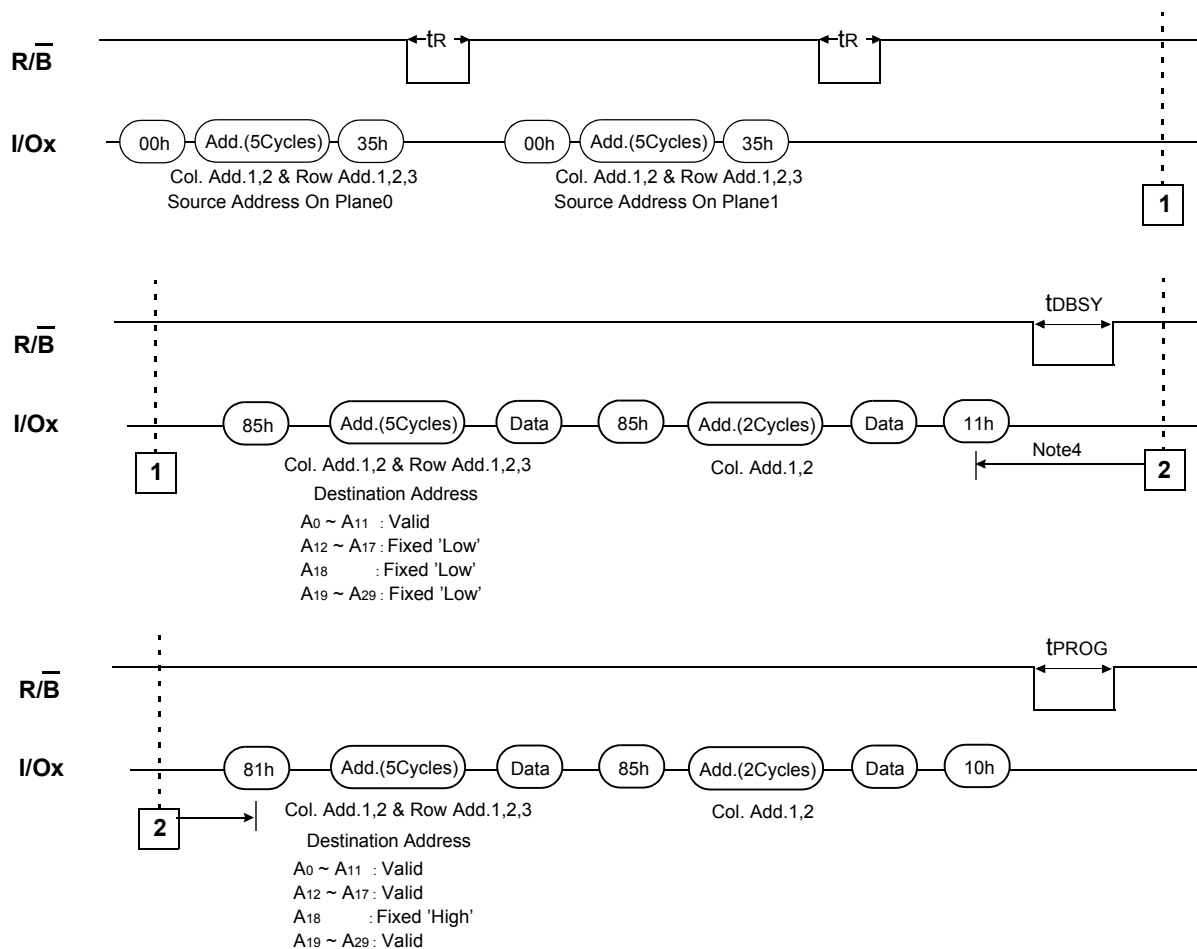 tR tR
R/B̅
I/Ox
00h Add.(5Cycles) 35h 00h Add.(5Cycles) 35h
Col. Add.1,2 & Row Add.1,2,3 Col. Add.1,2 & Row Add.1,2,3
Source Address On Plane0 Source Address On Plane1
1
tDBSY
R/B̅
I/Ox
85h Add.(5Cycles) Data 85h Add.(2Cycles) Data 11h
1 Col. Add.1,2 & Row Add.1,2,3 Col. Add.1,2 Note4 2
Destination Address
A0 ~ A11 : Valid
A12 ~ A17 : Fixed 'Low'
A18 : Fixed 'Low'
A19 ~ A29 : Fixed 'Low'
tPROG
R/B̅
I/Ox
81h Add.(5Cycles) Data 85h Add.(2Cycles) Data 10h
2 Col. Add.1,2 & Row Add.1,2,3 Col. Add.1,2
Destination Address
A0 ~ A11 : Valid
A12 ~ A17 : Valid
A18 : Fixed 'High'
A19 ~ A29 : Valid